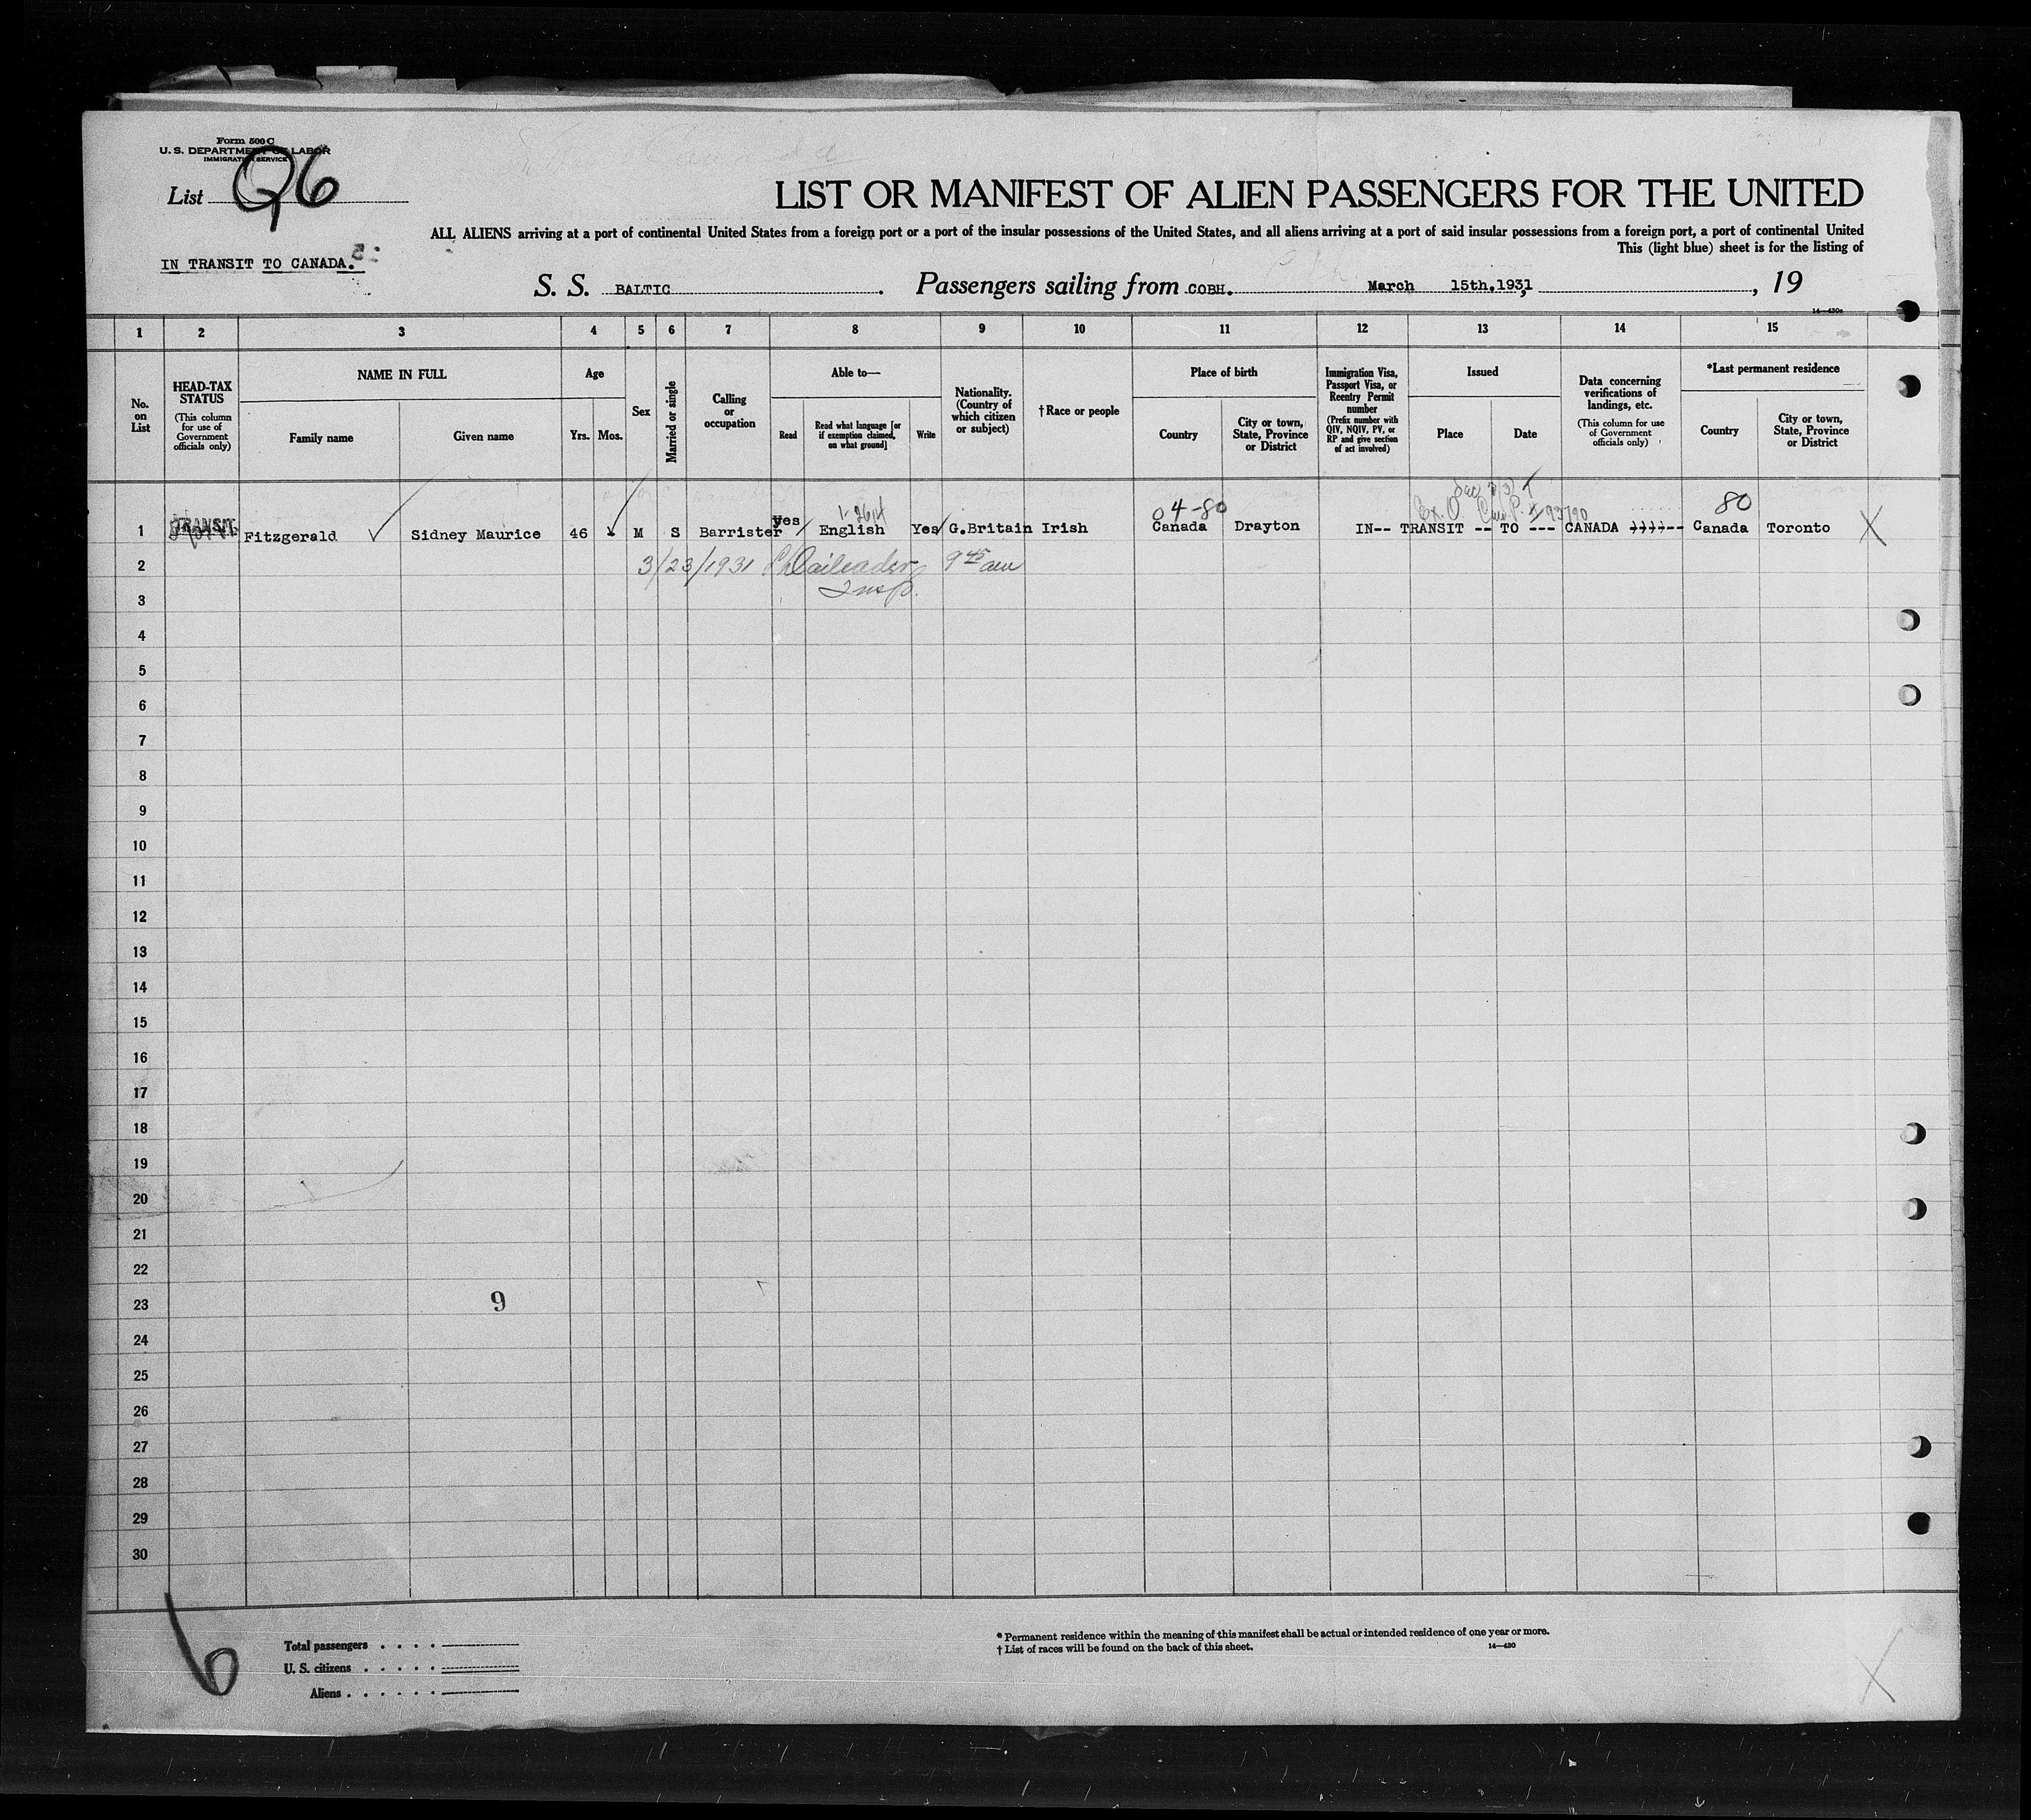 Form 500 C
U. S. DEPARTMENT OF LABOR
IMMIGRATION SERVICE
List 26
LIST OR MANIFEST OF ALIEN PASSENGERS FOR THE UNITED
ALL ALIENS arriving at a port of continental United States from a foreign port or a port of the insular possessions of the United States, and all aliens arriving at a port of said insular possessions from a foreign port, a port of continental United
This (light blue) sheet is for the listing of
IN TRANSIT TO CANADA.
S. S. BALTIC. Passengers sailing from COBH. March 15th.1931, 19
14—430c
1 2 3 4 5 6 7 8 9 10 11 12 13 14 15
No. on List
HEAD-TAX STATUS
(This column for use of Government officials only)
NAME IN FULL
Family name
Given name
Age
Yrs. Mos.
Sex
Married or single
Calling or occupation
Able to—
Read
Read what language [or if exemption claimed, on what ground]
Write
Nationality. (Country of which citizen or subject)
† Race or people
Place of birth
Country
City or town, State, Province or District
Immigration Visa, Passport Visa, or Reentry Permit number
(Prefix number with QIV, NQIV, PV, or RP and give section of act involved)
Issued
Place
Date
Data concerning verifications of landings, etc.
(This column for use of Government officials only)
*Last permanent residence
Country
City or town, State, Province or District
04-80 80
1 TRANSIT Fitzgerald Sidney Maurice 46 M S Barrister yes English Yes G.Britain Irish Canada Drayton IN-- TRANSIT -- TO --- CANADA Canada Toronto X
2 3/23/1931 9 45 am
3 Insp.
4
5
6
7
8
9
10
11
12
13
14
15
16
17
18
19
20
21
22
23 9
24
25
26
27
28
29
30
6
Total passengers . . . .
U. S. citizens . . . . .
Aliens . . . . . .
* Permanent residence within the meaning of this manifest shall be actual or intended residence of one year or more.
† List of races will be found on the back of this sheet. 14—430
X